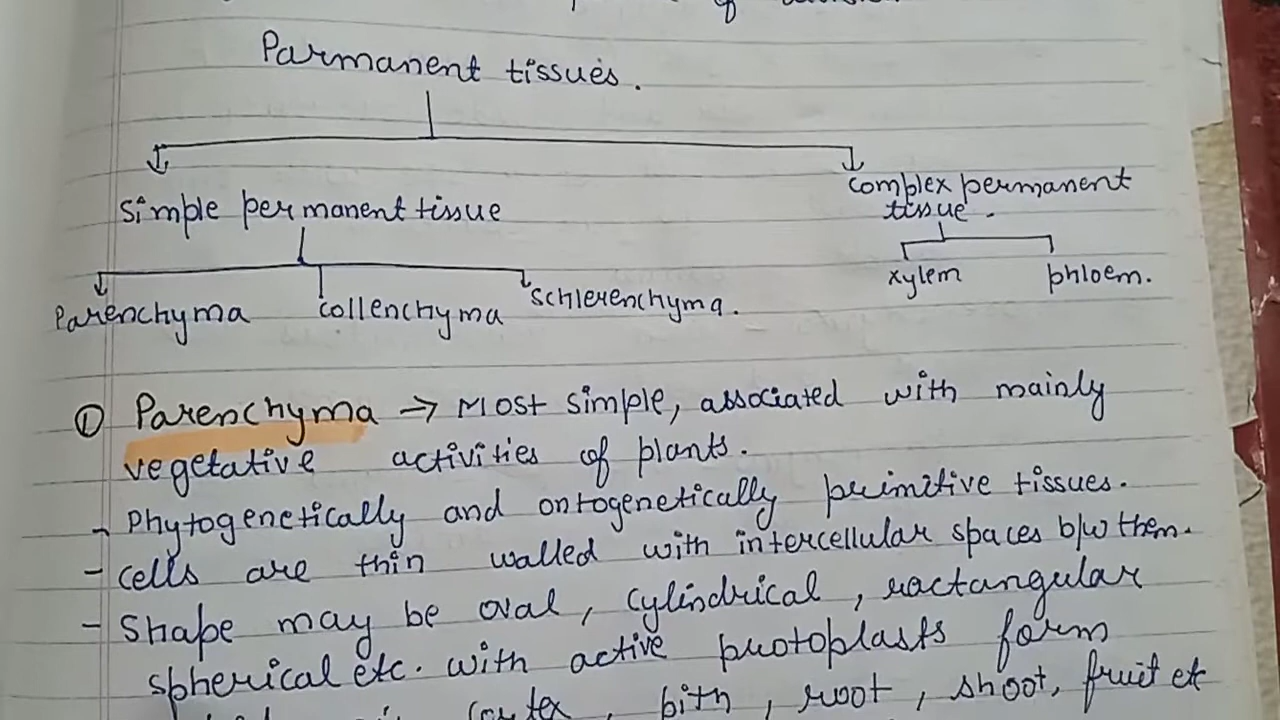 of
Parmanent tissues.
simple permanent tissue
complex permanent
tissue.
xylem
phloem.
Parenchyma
collenchyma
schlerenchyma.
① Parenchyma → Most simple, associated with mainly
vegetative activities of plants.
- Phytogenetically and ontogenetically primitive tissues.
- cells are thin walled with intercellular spaces b/w them.
- Shape may be oval, cylindrical, ractangular
spherical etc. with active protoplasts form
cortex, pith, root, shoot, fruit etc